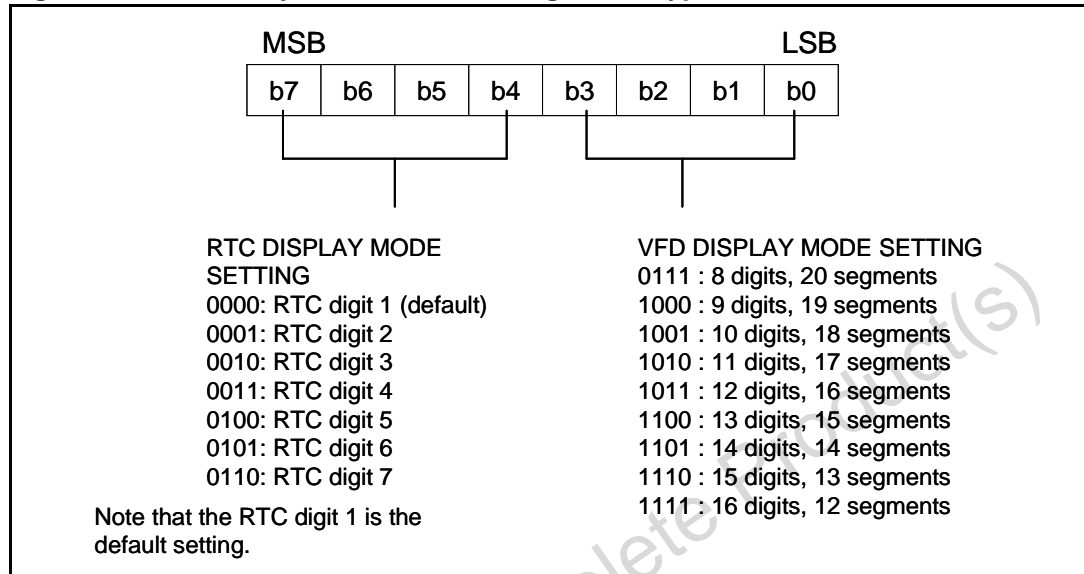 MSB LSB
b7 b6 b5 b4 b3 b2 b1 b0
RTC DISPLAY MODE
SETTING
0000: RTC digit 1 (default)
0001: RTC digit 2
0010: RTC digit 3
0011: RTC digit 4
0100: RTC digit 5
0101: RTC digit 6
0110: RTC digit 7
Note that the RTC digit 1 is the
default setting.
VFD DISPLAY MODE SETTING
0111 : 8 digits, 20 segments
1000 : 9 digits, 19 segments
1001 : 10 digits, 18 segments
1010 : 11 digits, 17 segments
1011 : 12 digits, 16 segments
1100 : 13 digits, 15 segments
1101 : 14 digits, 14 segments
1110 : 15 digits, 13 segments
1111 : 16 digits, 12 segments
Product(s)